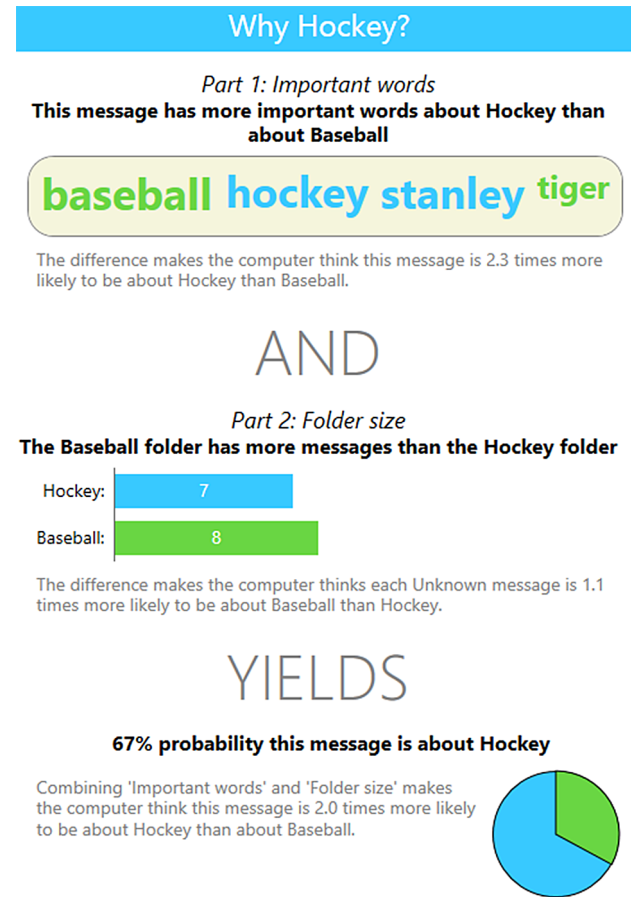 Why Hockey?
Part 1: Important words
This message has more important words about Hockey than
about Baseball
baseball hockey stanley tiger
The difference makes the computer think this message is 2.3 times more
likely to be about Hockey than Baseball.
AND
Part 2: Folder size
The Baseball folder has more messages than the Hockey folder
Hockey: 7
Baseball: 8
The difference makes the computer thinks each Unknown message is 1.1
times more likely to be about Baseball than Hockey.
YIELDS
67% probability this message is about Hockey
Combining 'Important words' and 'Folder size' makes
the computer think this message is 2.0 times more likely
to be about Hockey than about Baseball.